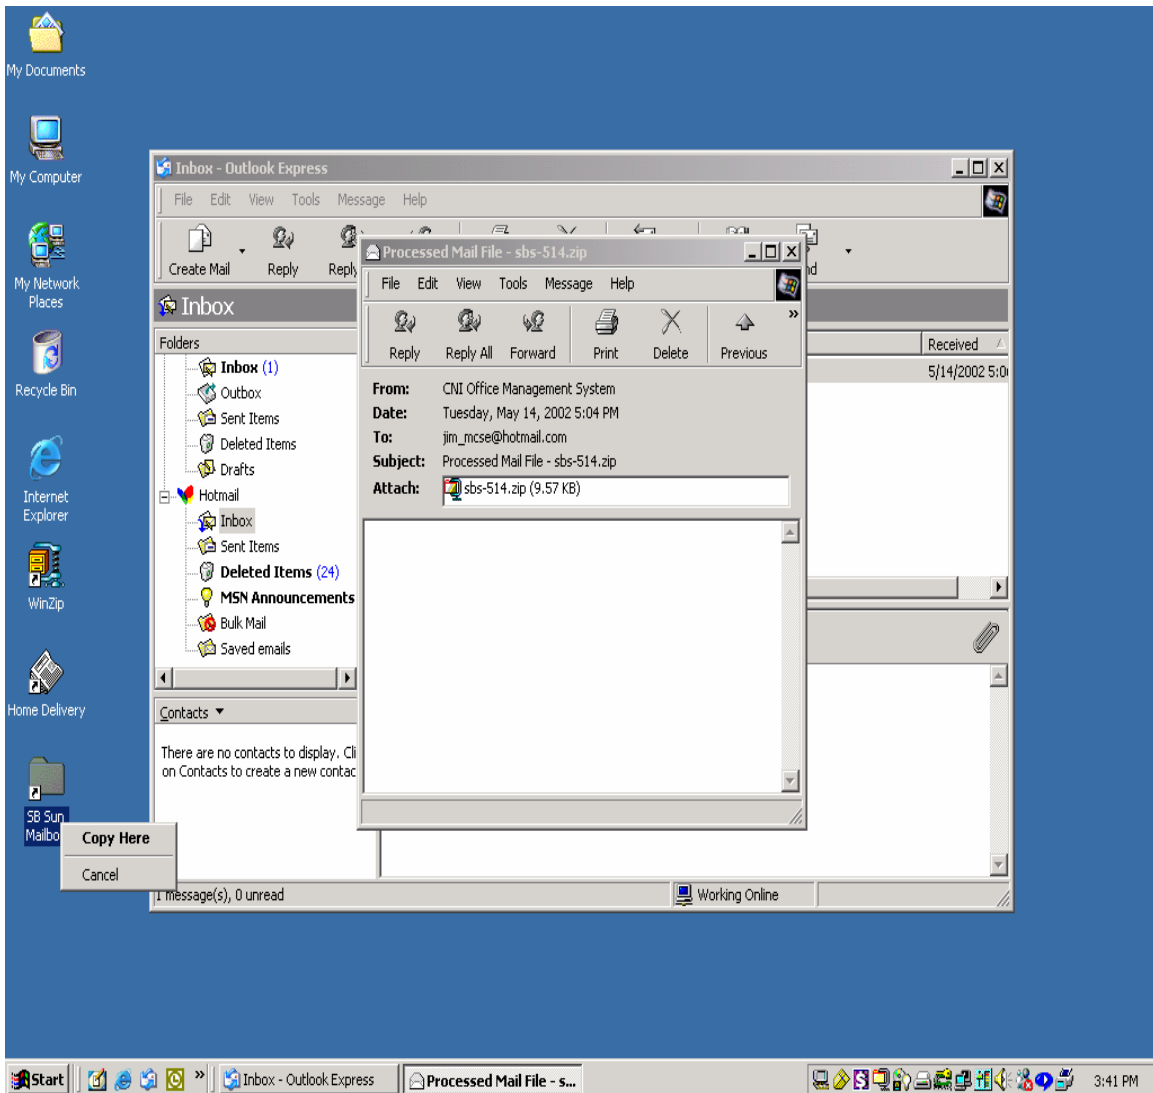 My Documents
My Computer
My Network
Places
Recycle Bin
Internet
Explorer
WinZip
Home Delivery
SB Sun
Inbox - Outlook Express
File Edit View Tools Message Help
Create Mail Reply Reply
Inbox
Folders
Inbox (1)
Outbox
Sent Items
Deleted Items
Drafts
Hotmail
Inbox
Sent Items
Deleted Items (24)
MSN Announcements
Bulk Mail
Saved emails
Contacts
There are no contacts to display.
on Contacts to create a new
Received
5/14/2002
Processed Mail File - sbs-514.zip
File Edit View Tools Message Help
Reply Reply All Forward Print Delete Previous »
From: CNI Office Management System
Date: Tuesday, May 14, 2002 5:04 PM
To: jim_mcse@hotmail.com
Subject: Processed Mail File - sbs-514.zip
Attach: sbs-514.zip (9.57 KB)
Copy Here
Cancel
1 message(s), 0 unread
Working Online
Start » Inbox - Outlook Express Processed Mail File - s... 3:41 PM